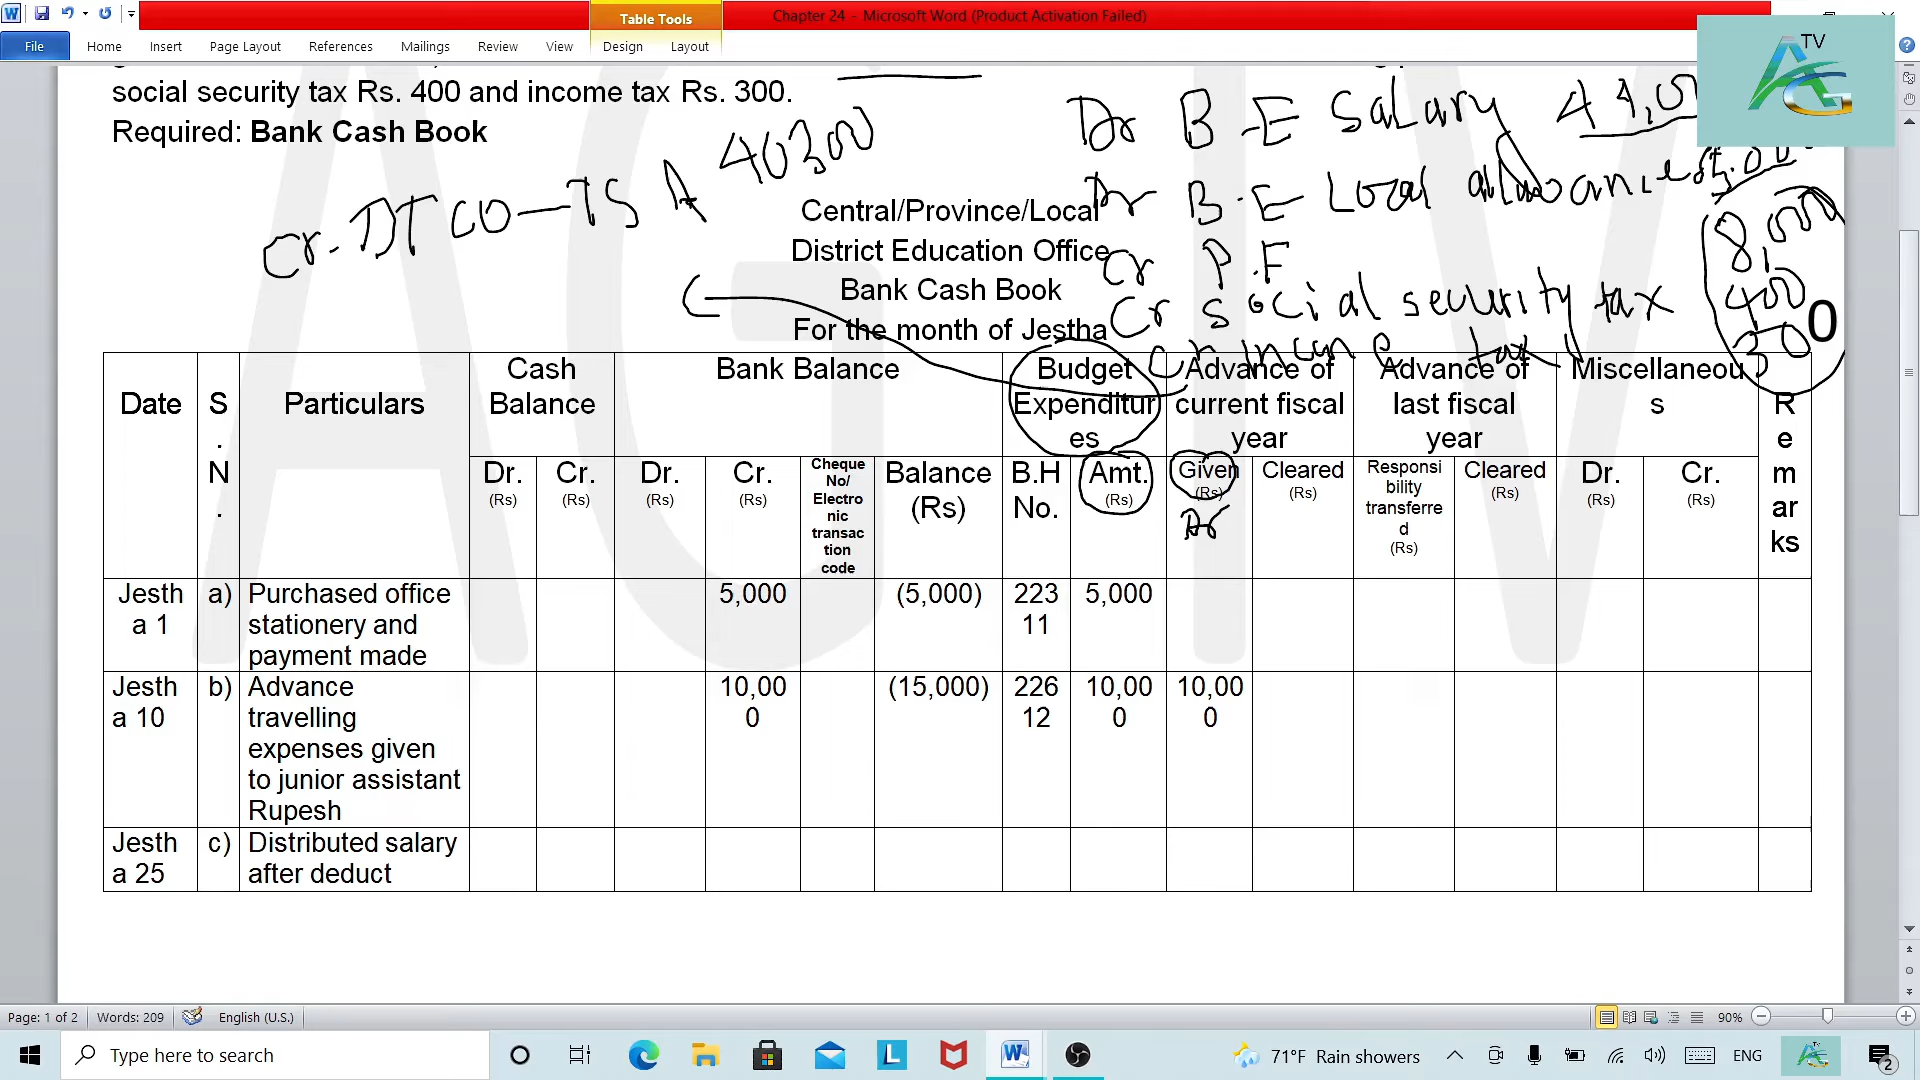 Chapter 24 - Microsoft Word (Product Activation Failed)
Table Tools
File Home Insert Page Layout References Mailings Review View Design Layout
TV
ACG
social security tax Rs. 400 and income tax Rs. 300.
Required: Bank Cash Book
Dr B.E Salary
Dr B.E Local allowance
Cr P.F 8,000
Cr social security tax 400
Cr income tax 300
Cr. DTCO-TSA 40300
Central/Province/Local
District Education Office
Bank Cash Book
For the month of Jestha
0
Date S.N. Particulars Cash Balance Bank Balance Budget Expenditures Advance of current fiscal year Advance of last fiscal year Miscellaneous Remarks
Dr. (Rs) Cr. (Rs) Dr. (Rs) Cr. (Rs) Cheque No/ Electronic transaction code Balance (Rs) B.H No. Amt. (Rs) Given (Rs) Cleared (Rs) Responsibility transferred (Rs) Cleared (Rs) Dr. (Rs) Cr. (Rs)
Dr
Jestha 1 a) Purchased office stationery and payment made 5,000 (5,000) 22311 5,000
Jestha 10 b) Advance travelling expenses given to junior assistant Rupesh 10,000 (15,000) 22612 10,000 10,000
Jestha 25 c) Distributed salary after deduct
AGTV
Page: 1 of 2 Words: 209 English (U.S.) 90%
Type here to search 71°F Rain showers ENG 2